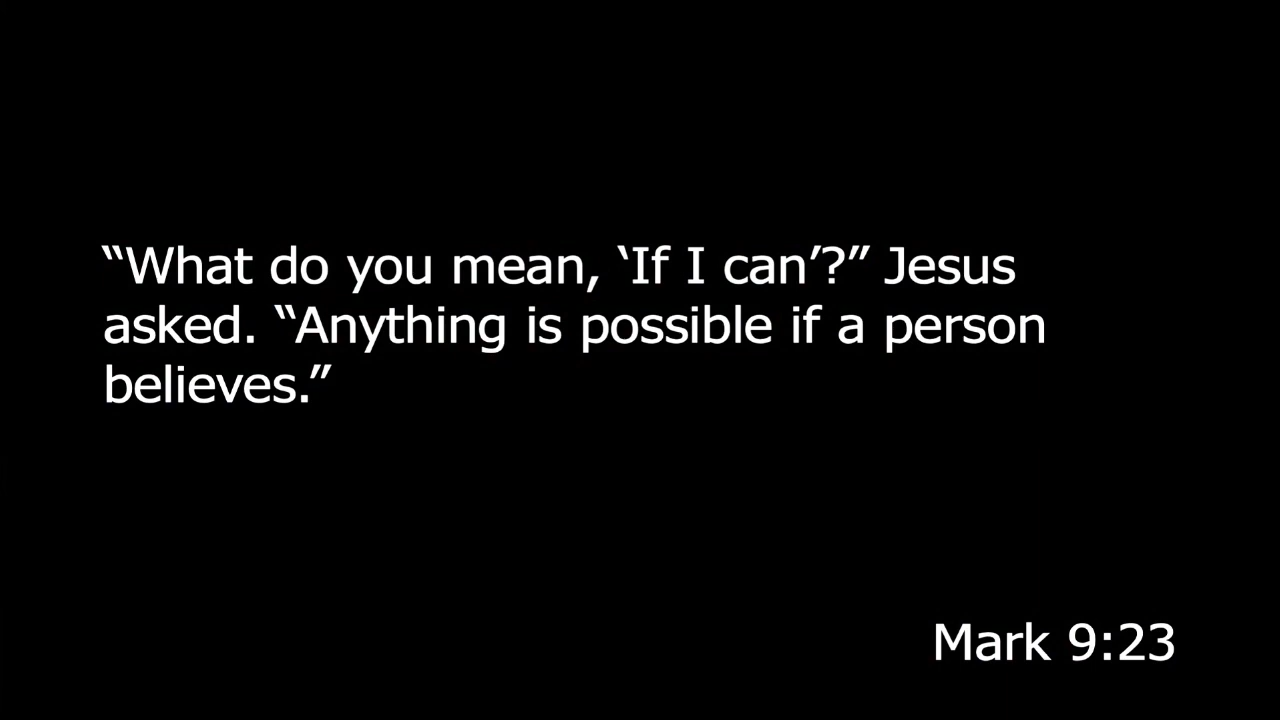 “What do you mean, ‘If I can’?” Jesus
asked. “Anything is possible if a person
believes.”
Mark 9:23